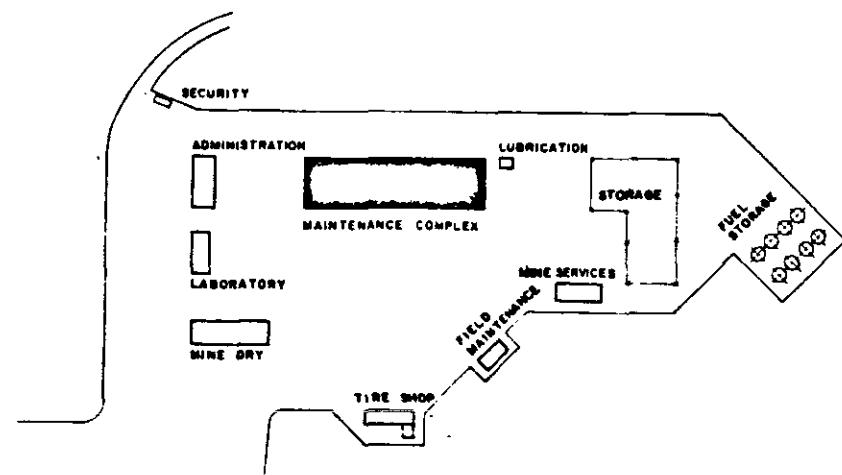 SECURITY
ADMINISTRATION
LUBRICATION
STORAGE
FUEL
STORAGE
MAINTENANCE COMPLEX
MINE SERVICES
LABORATORY
FIELD
MAINTENANCE
MINE DRY
TIRE SHOP